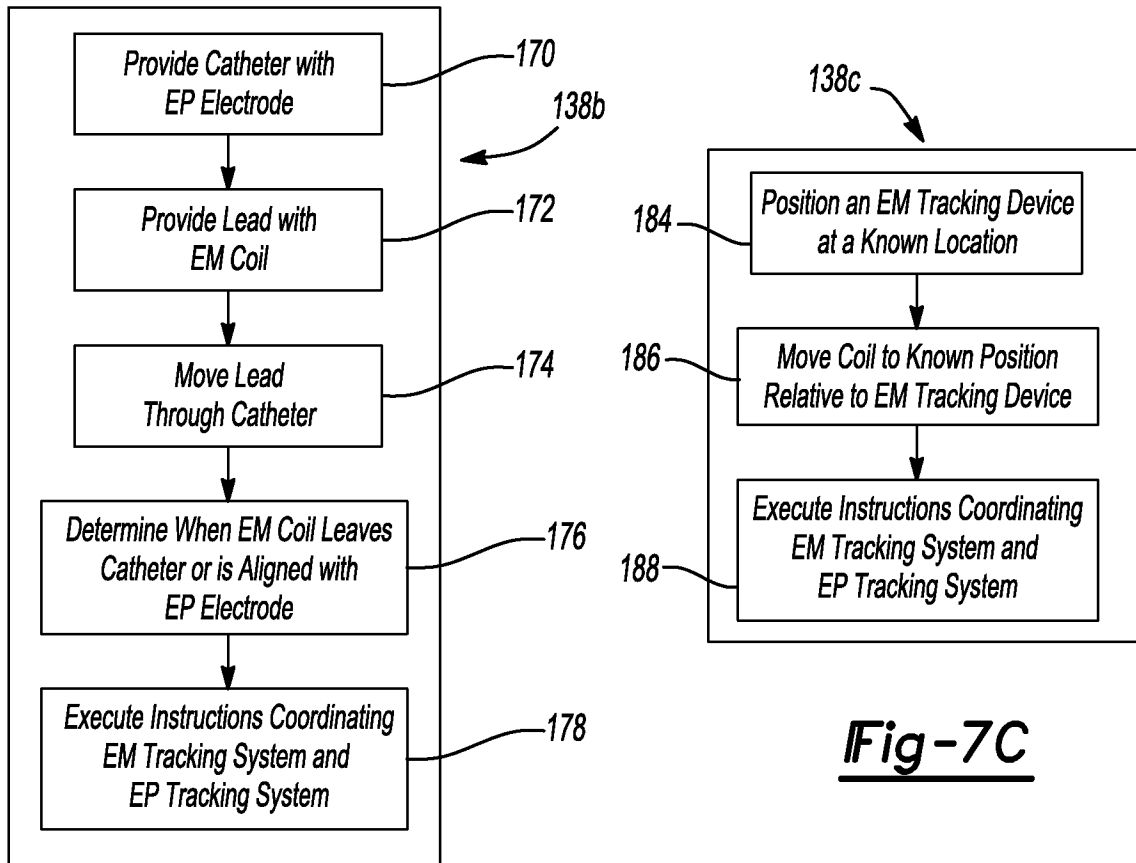 Provide Catheter with
EP Electrode
170
138b
Provide Lead with
EM Coil
172
Move Lead
Through Catheter
174
Determine When EM Coil Leaves
Catheter or is Aligned with
EP Electrode
176
Execute Instructions Coordinating
EM Tracking System and
EP Tracking System
178
138c
Position an EM Tracking Device
at a Known Location
184
Move Coil to Known Position
Relative to EM Tracking Device
186
Execute Instructions Coordinating
EM Tracking System and
EP Tracking System
188
Fig-7C